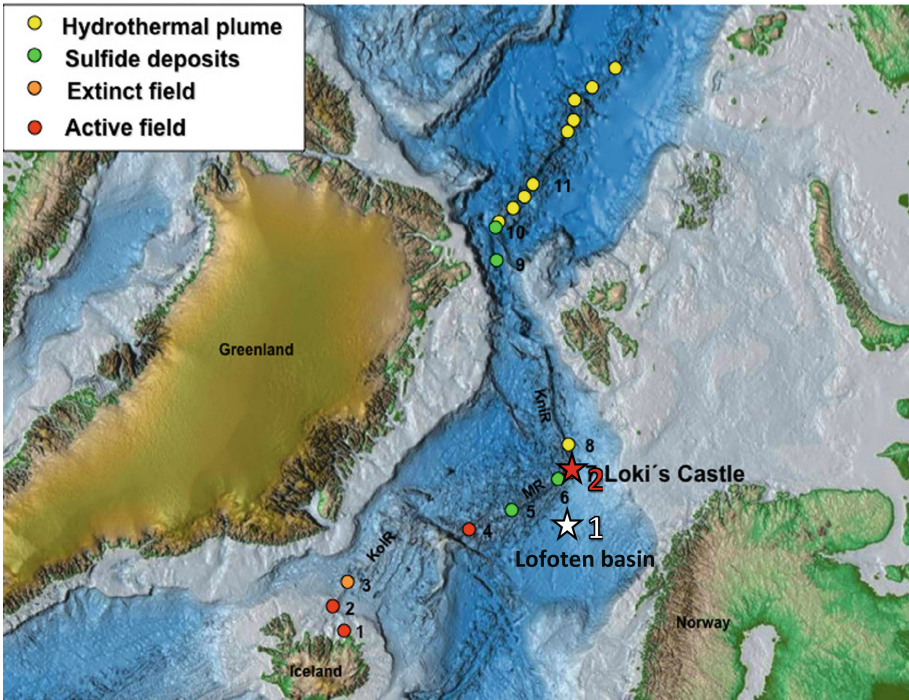 Hydrothermal plume
Sulfide deposits
Extinct field
Active field
11
10
9
Greenland
KniR
8
2
Loki´s Castle
MR
6
5
1
4
Lofoten basin
KolR
3
2
1
Norway
Iceland